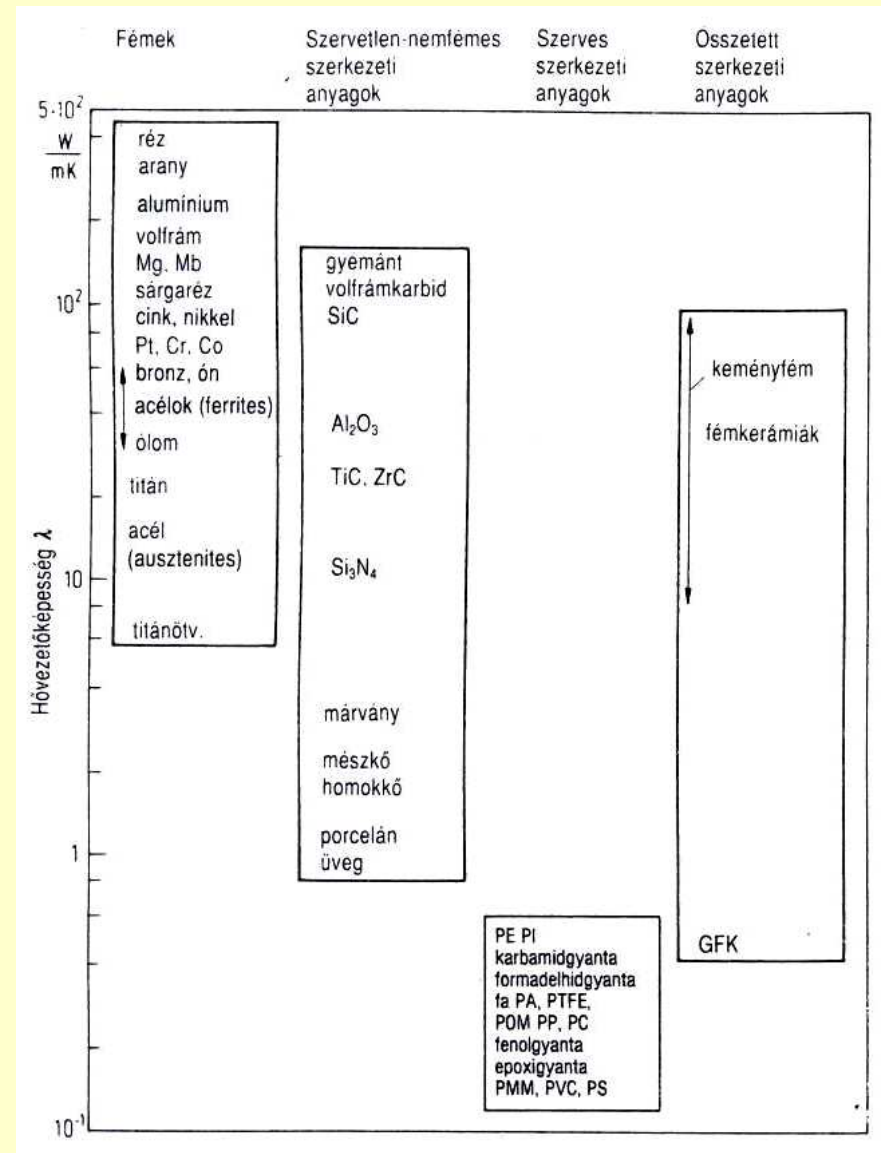 Fémek
Szervetlen-nemfémes
szerkezeti
anyagok
Szerves
szerkezeti
anyagok
Összetett
szerkezeti
anyagok
5·10²
W
mK
10²
10
1
10⁻¹
Hővezetőképesség λ
réz
arany
alumínium
volfrám
Mg. Mb
sárgaréz
cink, nikkel
Pt, Cr, Co
bronz, ón
acélok (ferrites)
ólom
titán
acél
(ausztenites)
titánötv.
gyémánt
volfrámkarbid
SiC
Al₂O₃
TiC, ZrC
Si₃N₄
márvány
mészkő
homokkő
porcelán
üveg
PE PI
karbamidgyanta
formadelhidgyanta
fa PA, PTFE,
POM PP, PC
fenolgyanta
epoxigyanta
PMM, PVC, PS
keményfém
fémkerámiák
GFK